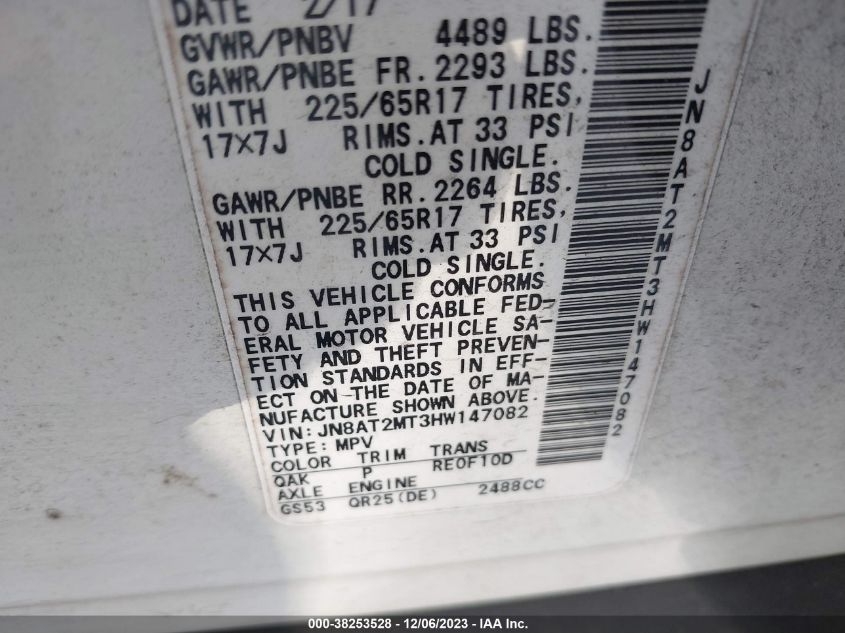 DATE 2/17
GVWR/PNBV 4489 LBS.
GAWR/PNBE FR. 2293 LBS.
WITH 225/65R17 TIRES,
17×7J RIMS. AT 33 PSI
COLD SINGLE.
GAWR/PNBE RR. 2264 LBS.
WITH 225/65R17 TIRES,
17×7J RIMS. AT 33 PSI
COLD SINGLE.
THIS VEHICLE CONFORMS
TO ALL APPLICABLE FED-
ERAL MOTOR VEHICLE SA-
FETY AND THEFT PREVEN-
TION STANDARDS IN EFF-
ECT ON THE DATE OF MA-
NUFACTURE SHOWN ABOVE.
VIN: JN8AT2MT3HW147082
TYPE: MPV
COLOR TRIM TRANS
QAK P RE0F10D
AXLE ENGINE
GS53 QR25(DE) 2488CC
JN8AT2MT3HW147082
000-38253528 - 12/06/2023 - IAA Inc.